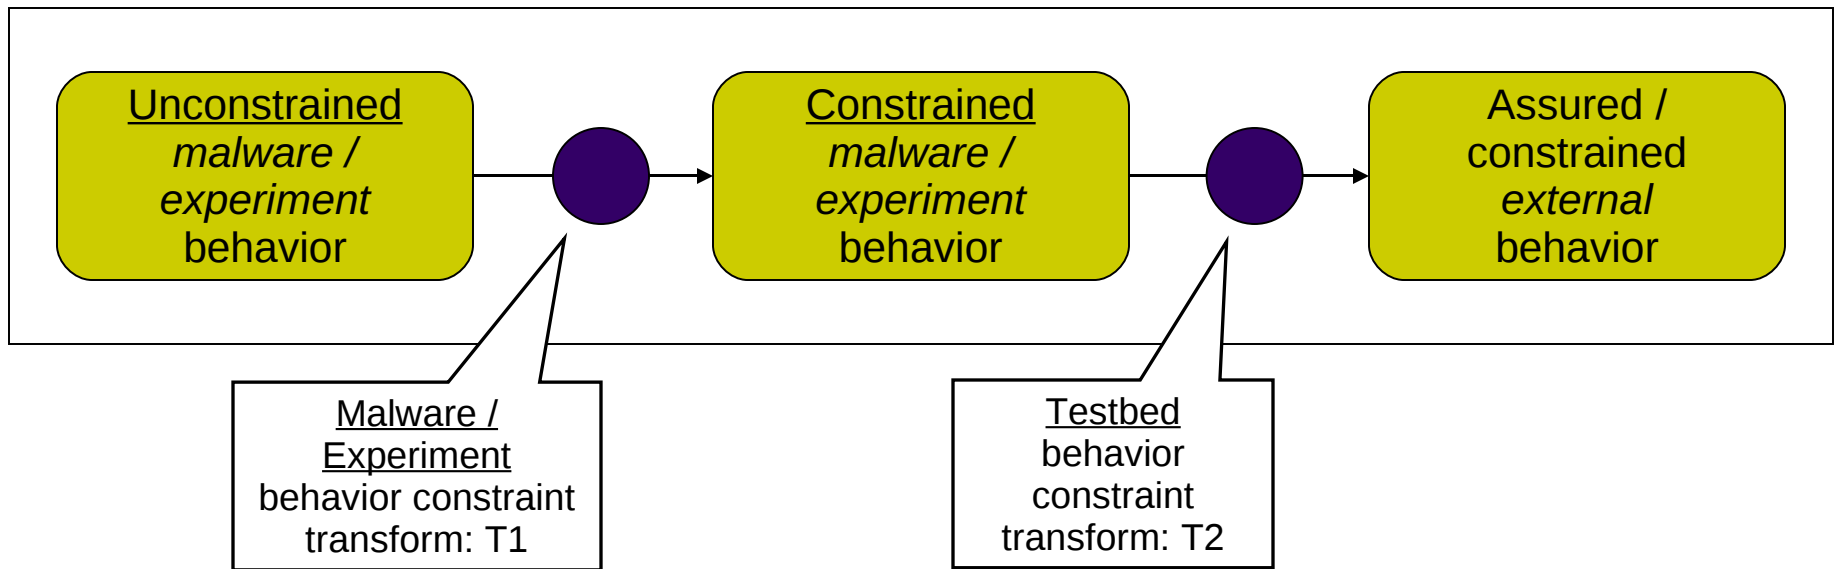 Unconstrained
malware /
experiment
behavior
Constrained
malware /
experiment
behavior
Assured /
constrained
external
behavior
Malware /
Experiment
behavior constraint
transform: T1
Testbed
behavior
constraint
transform: T2